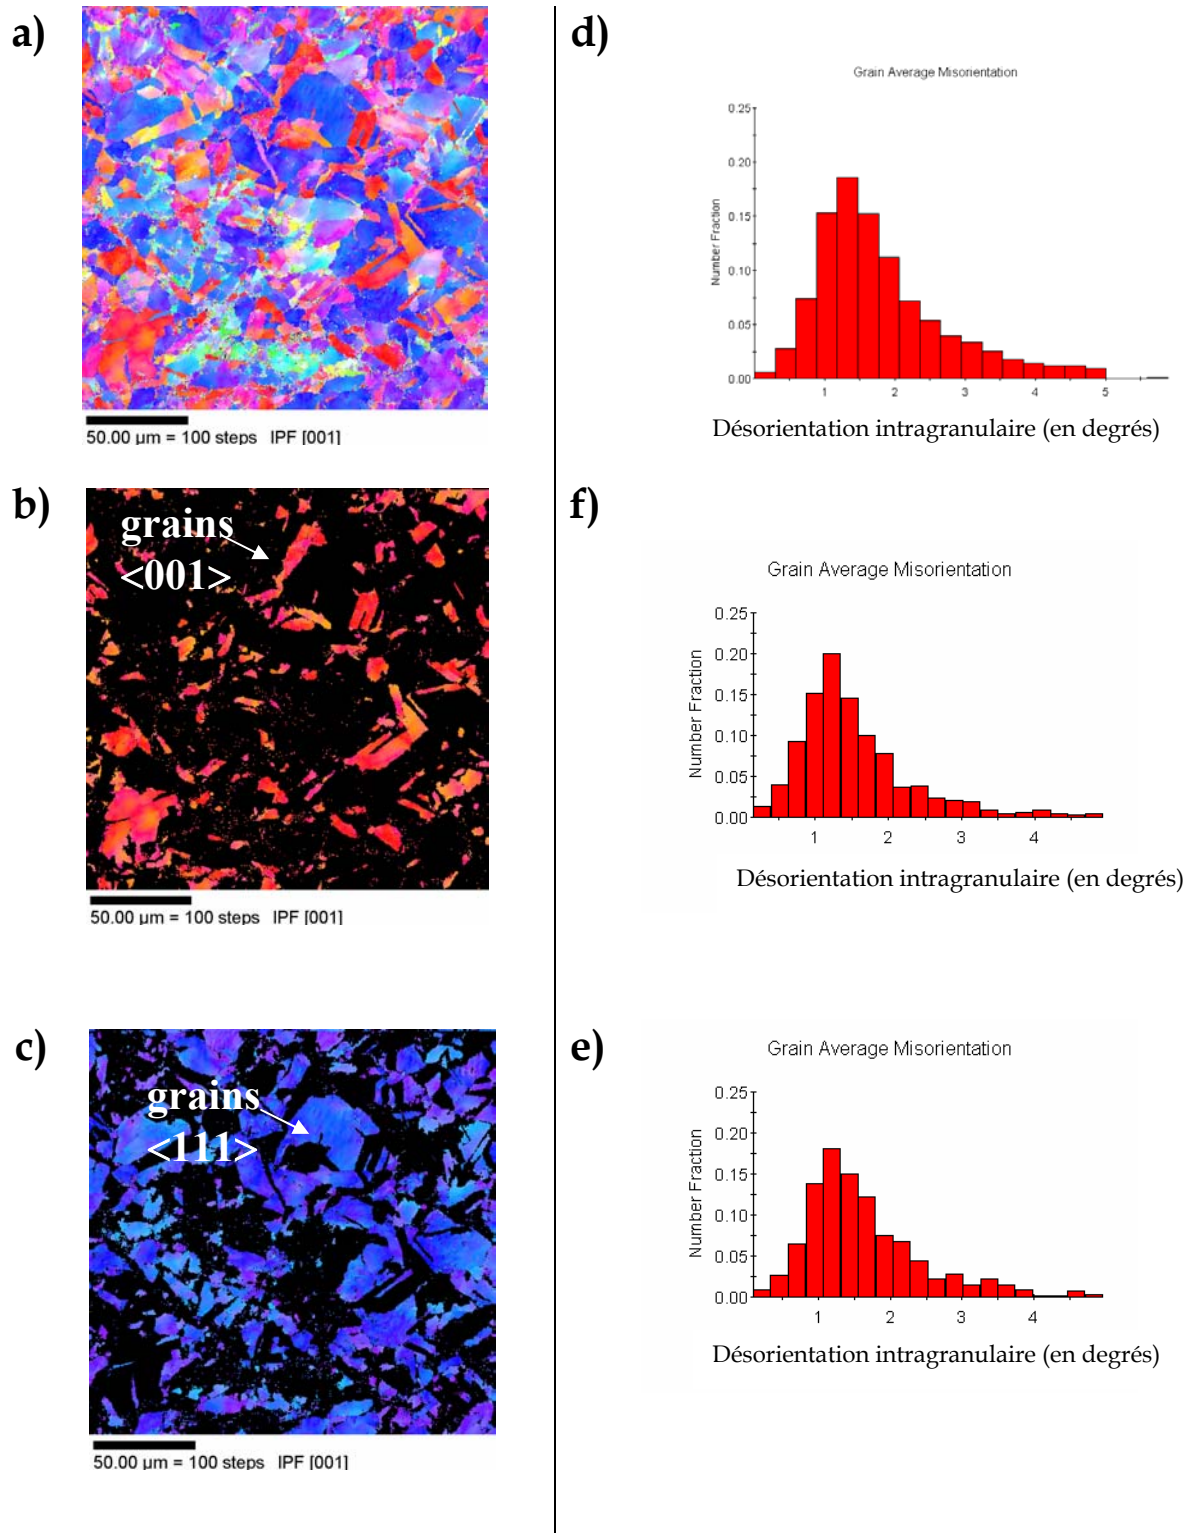 a)
grains
<001>
50.00 µm = 100 steps IPF [001]
b)
50.00 µm = 100 steps IPF [001]
c)
grains
<111>
50.00 µm = 100 steps IPF [001]
d)
Grain Average Misorientation
Number Fraction
0.25
0.20
0.15
0.10
0.05
0.00
1 2 3 4 5
Désorientation intragranulaire (en degrés)
f)
Grain Average Misorientation
Number Fraction
0.25
0.20
0.15
0.10
0.05
0.00
1 2 3 4
Désorientation intragranulaire (en degrés)
e)
Grain Average Misorientation
Number Fraction
0.25
0.20
0.15
0.10
0.05
0.00
1 2 3 4
Désorientation intragranulaire (en degrés)